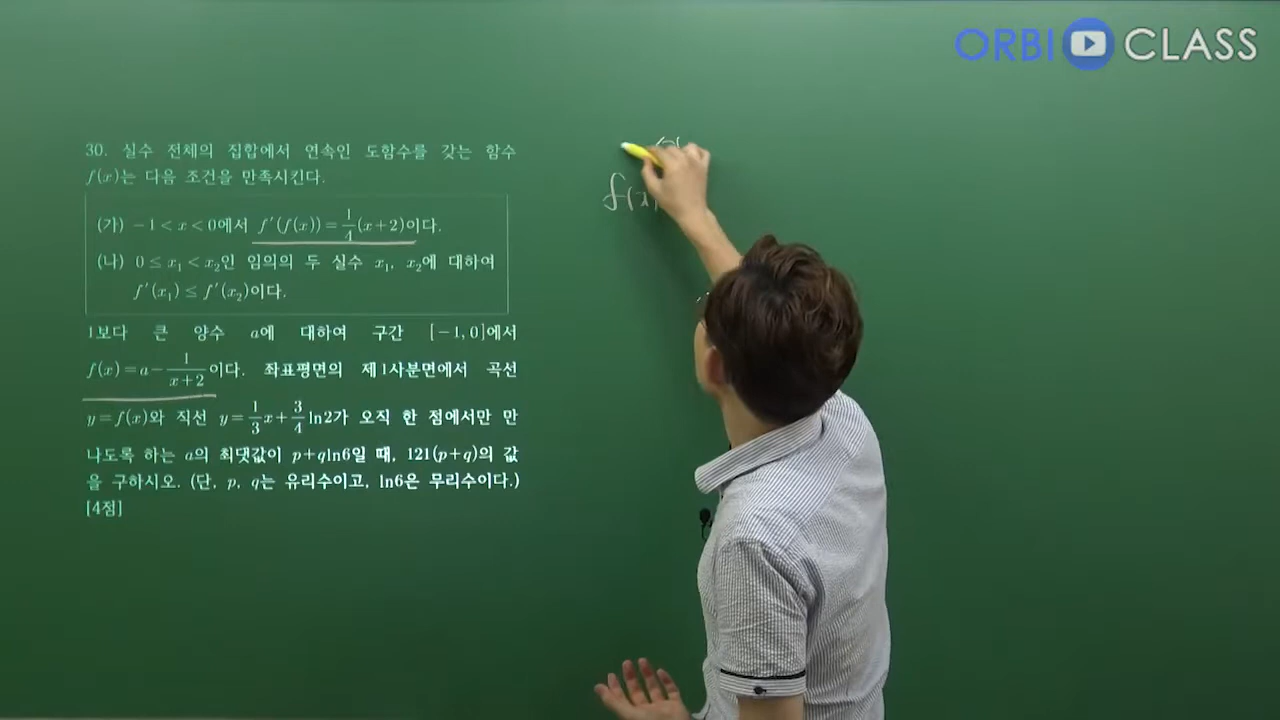 ORBI CLASS
30. 실수 전체의 집합에서 연속인 도함수를 갖는 함수
f(x)는 다음 조건을 만족시킨다.
(가) -1<x<0에서 f′(f(x))=1/4(x+2)이다.
(나) 0≤x₁<x₂인 임의의 두 실수 x₁, x₂에 대하여
f′(x₁)≤f′(x₂)이다.
1보다 큰 양수 a에 대하여 구간 [-1, 0]에서
f(x)=a-1/(x+2)이다. 좌표평면의 제1사분면에서 곡선
y=f(x)와 직선 y=1/3x+3/4ln2가 오직 한 점에서만 만
나도록 하는 a의 최댓값이 p+qln6일 때, 121(p+q)의 값
을 구하시오. (단, p, q는 유리수이고, ln6은 무리수이다.)
[4점]
f(x)